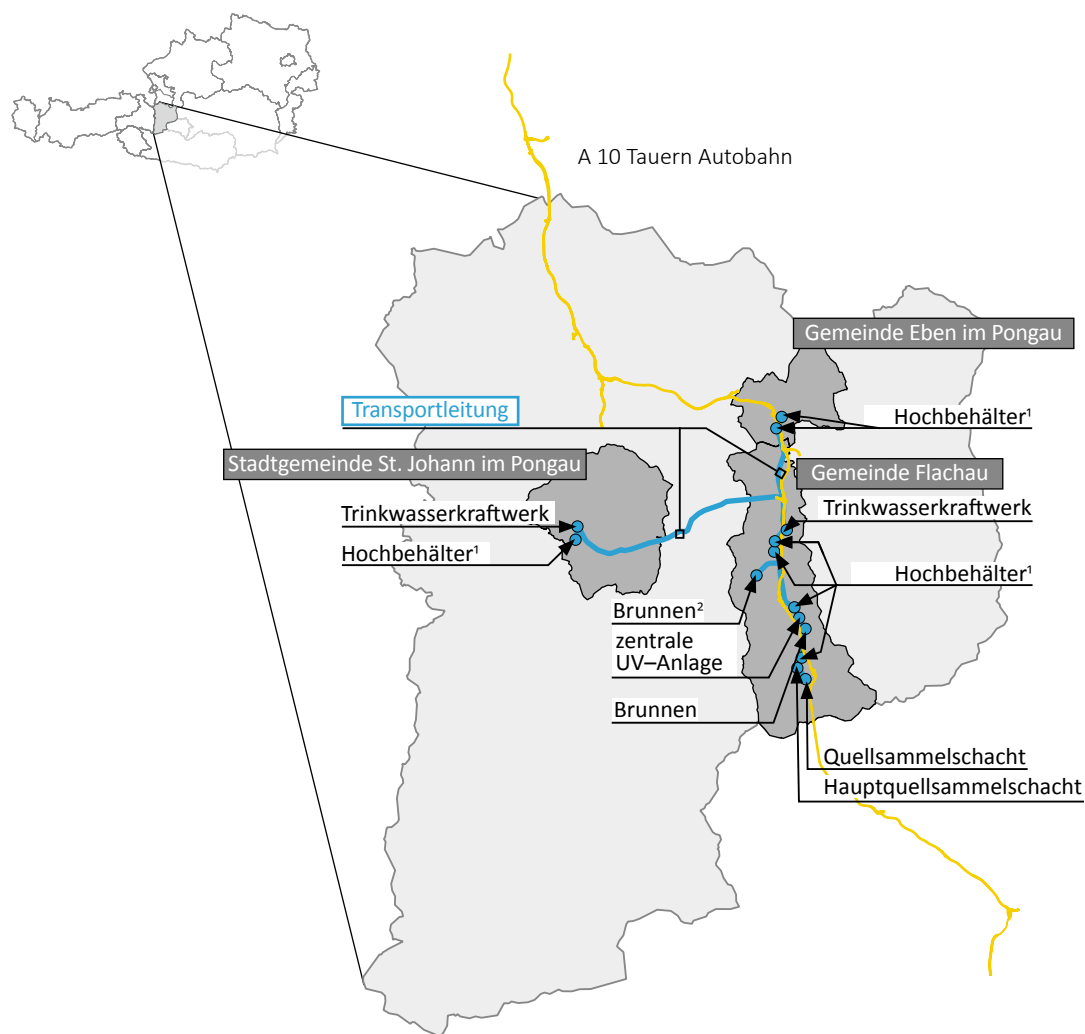 A 10 Tauern Autobahn
Gemeinde Eben im Pongau
Transportleitung
Hochbehälter¹
Stadtgemeinde St. Johann im Pongau
Gemeinde Flachau
Trinkwasserkraftwerk
Trinkwasserkraftwerk
Hochbehälter¹
Hochbehälter¹
Brunnen²
zentrale
UV–Anlage
Brunnen
Quellsammelschacht
Hauptquellsammelschacht